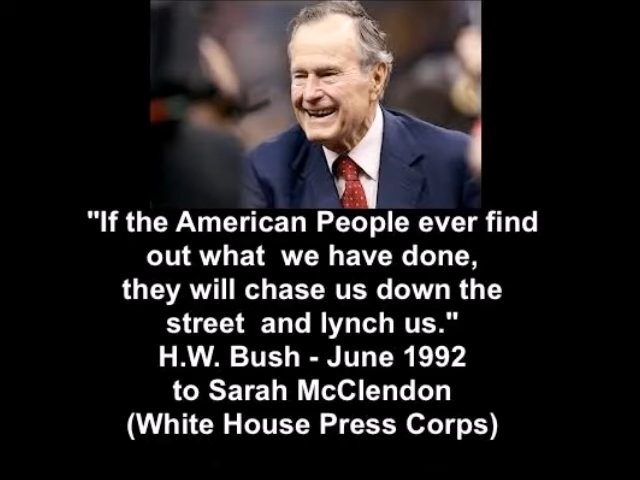 "If the American People ever find
out what we have done,
they will chase us down the
street and lynch us."
H.W. Bush - June 1992
to Sarah McClendon
(White House Press Corps)